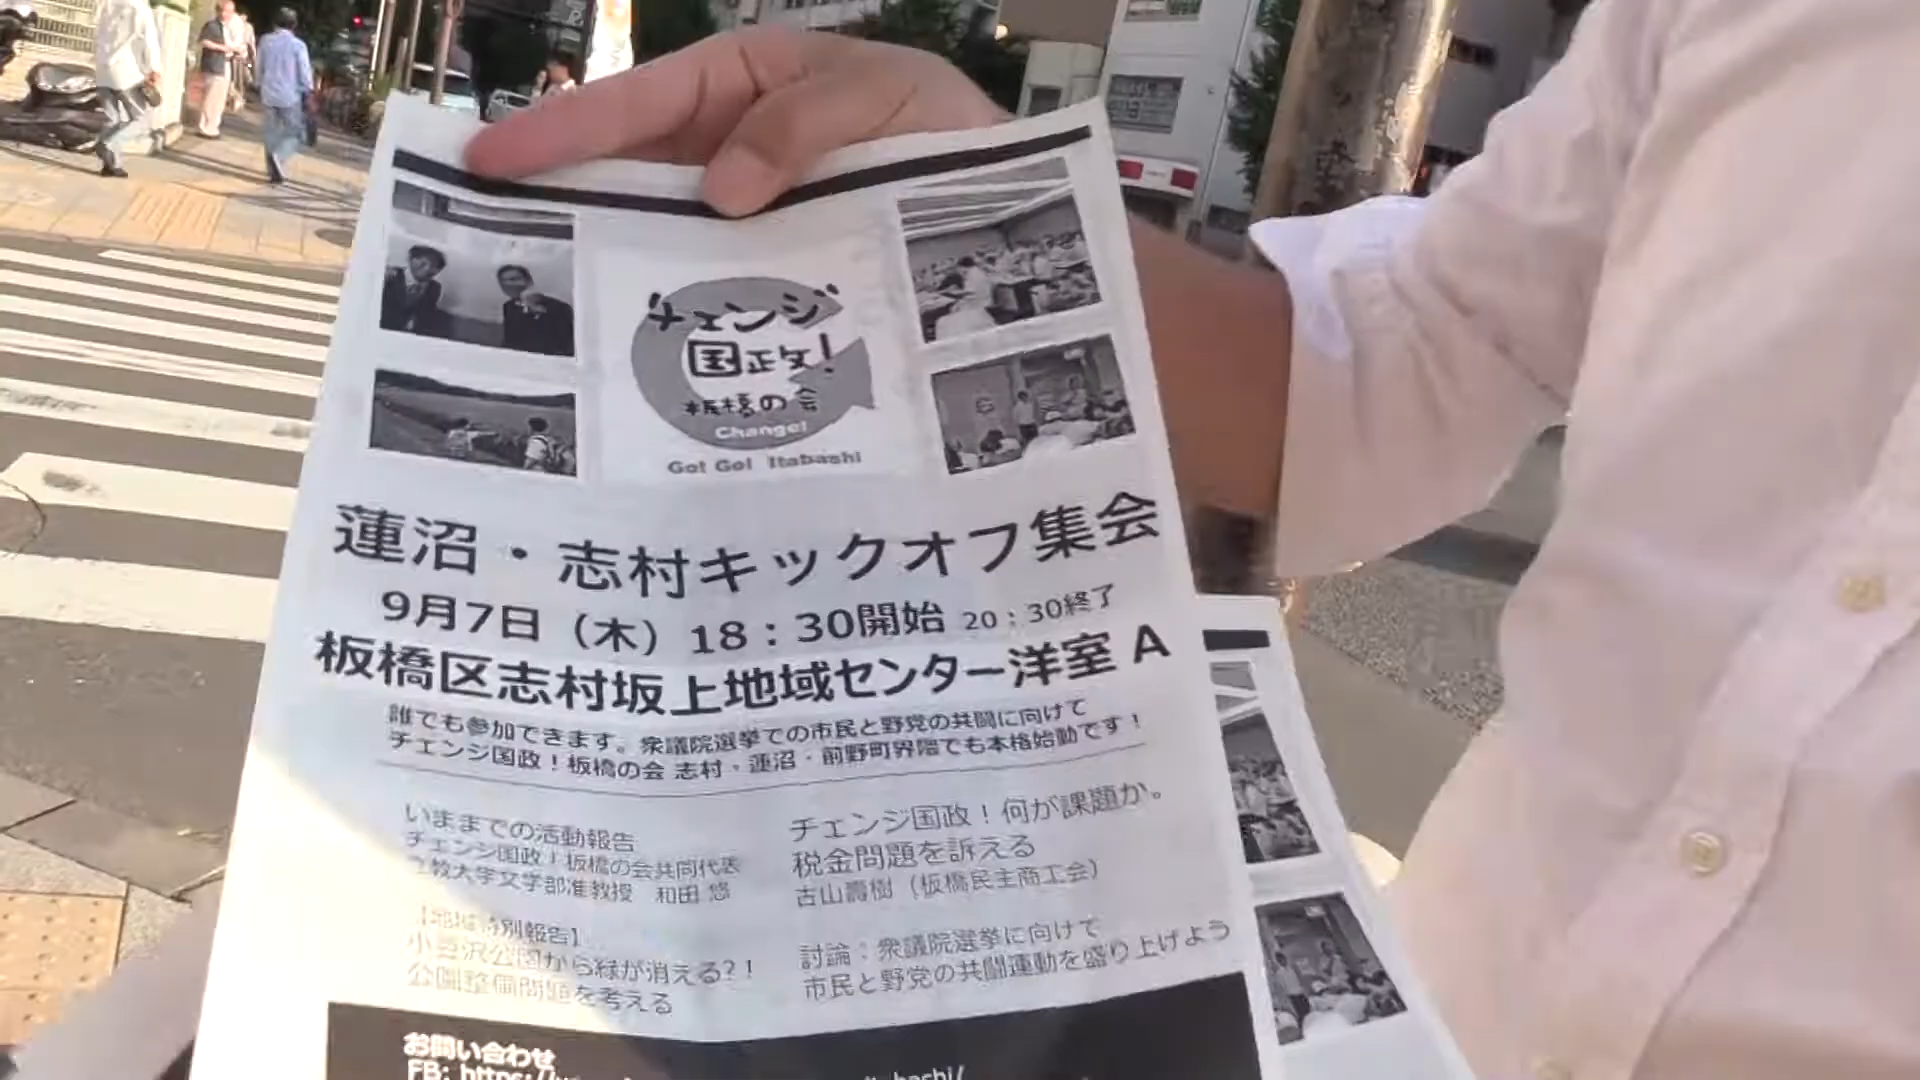 チェンジ
国政!
板橋の会
Change!
Go! Go! Itabashi
蓮沼・志村キックオフ集会
9月7日（木）18：30開始 20：30終了
板橋区志村坂上地域センター洋室 A
誰でも参加できます。衆議院選挙での市民と野党の共闘に向けて
チェンジ国政！板橋の会 志村・蓮沼・前野町界隈でも本格始動です！
いままでの活動報告
チェンジ国政！板橋の会共同代表
立教大学文学部准教授 和田 悠
【地域特別報告】
小豆沢公園から緑が消える?！
公園整備問題を考える
チェンジ国政！何が課題か。
税金問題を訴える
古山壽樹（板橋民主商工会）
討論：衆議院選挙に向けて
市民と野党の共闘運動を盛り上げよう
お問い合わせ
FB: https://